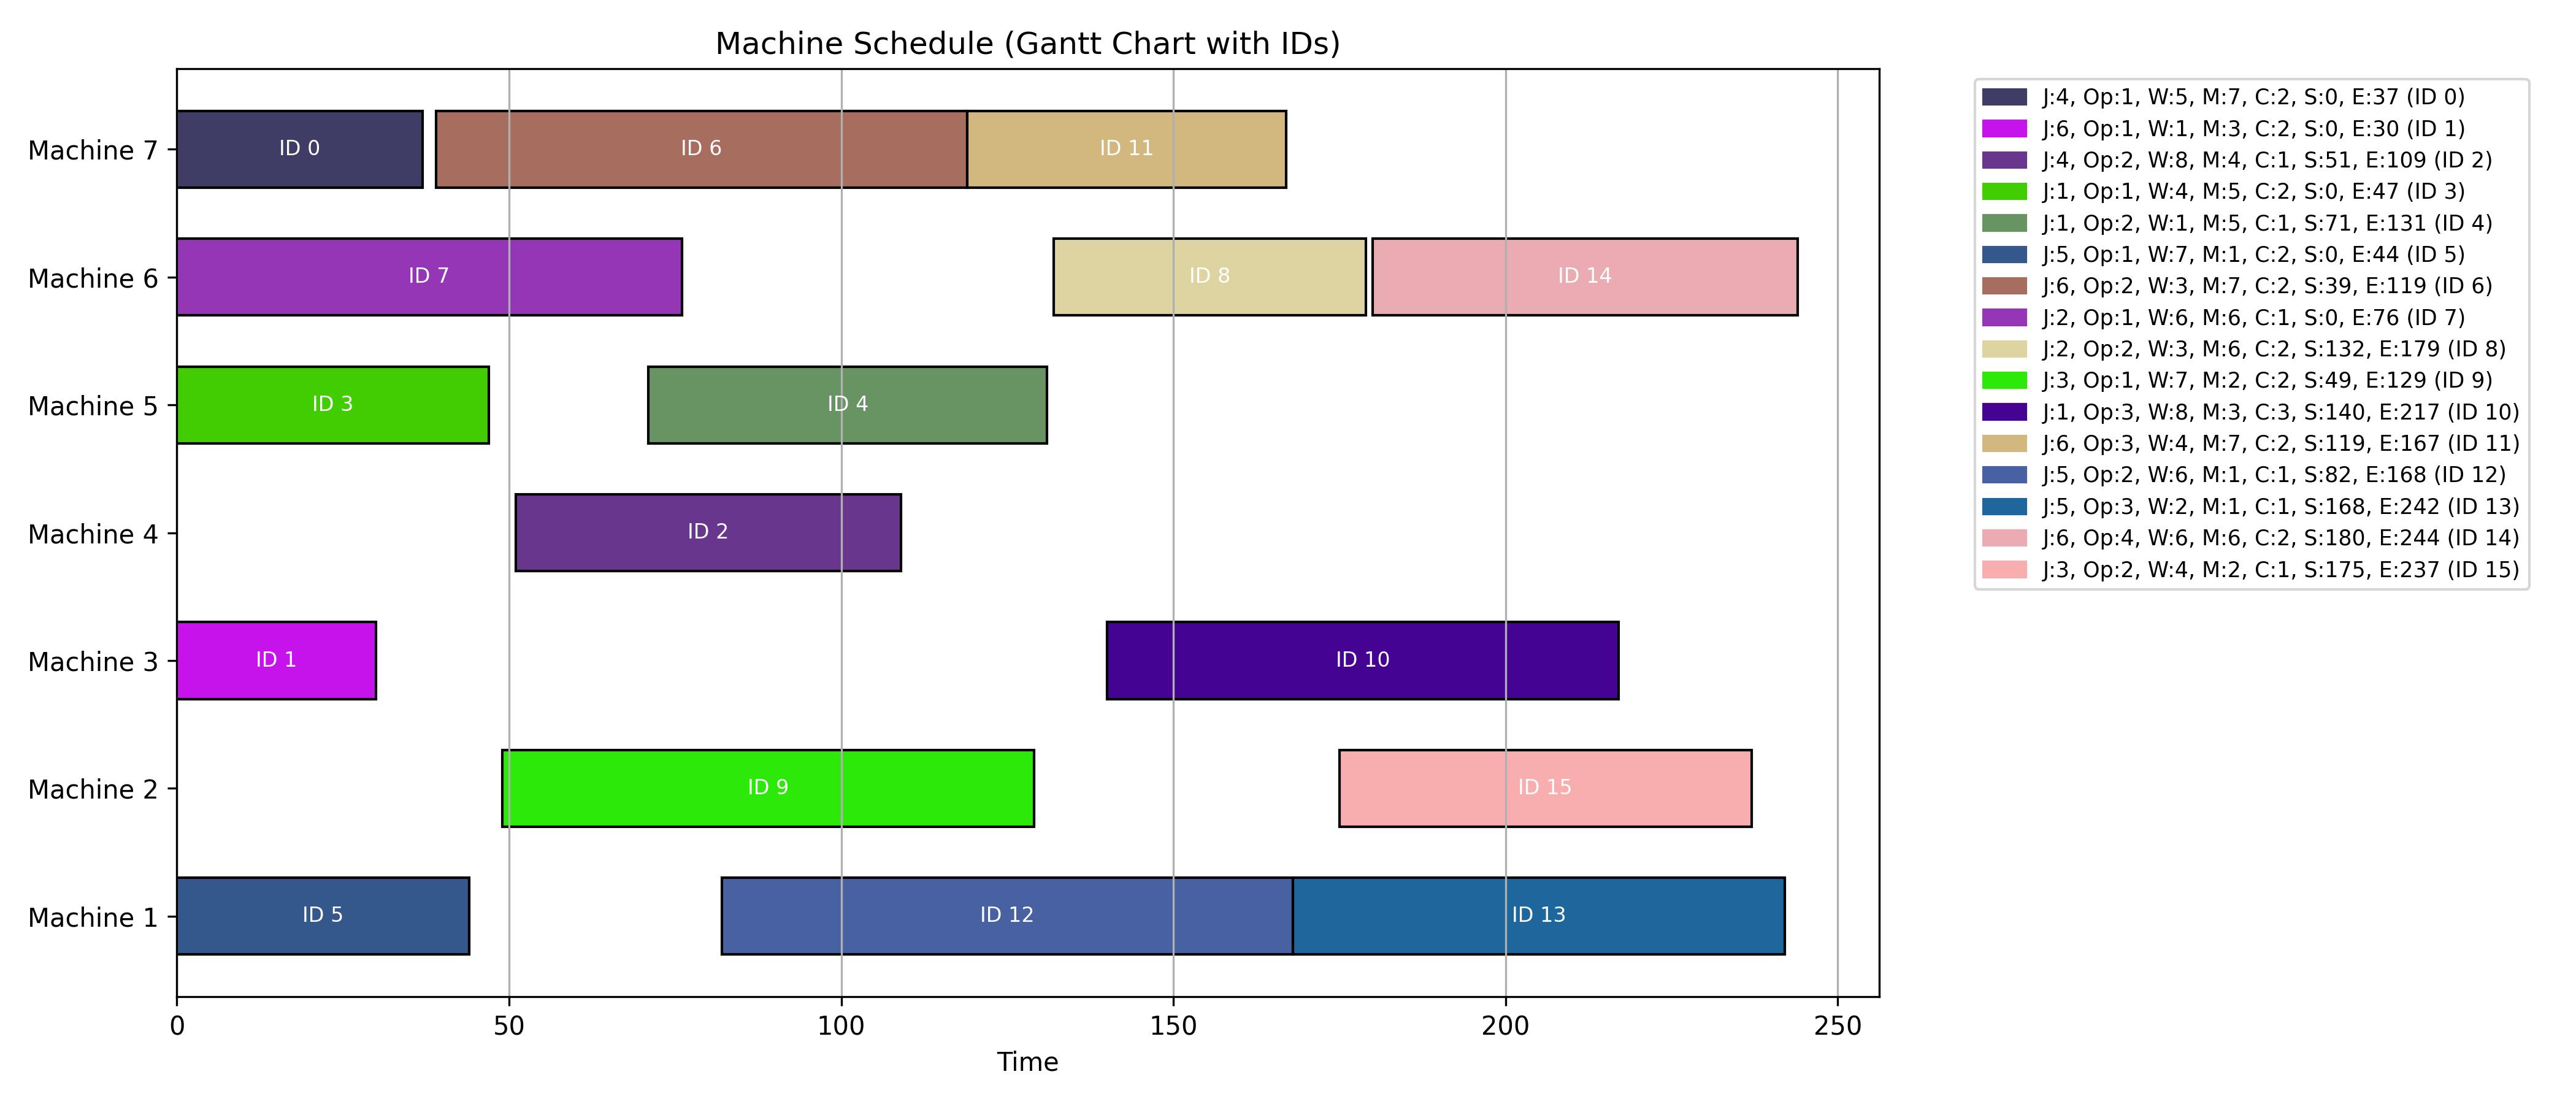 Machine Schedule (Gantt Chart with IDs)
Machine 7
ID 0
ID 6
ID 11
Machine 6
ID 7
ID 8
ID 14
Machine 5
ID 3
ID 4
Machine 4
ID 2
Machine 3
ID 1
ID 10
Machine 2
ID 9
ID 15
Machine 1
ID 5
ID 12
ID 13
0
50
100
150
200
250
Time
J:4, Op:1, W:5, M:7, C:2, S:0, E:37 (ID 0)
J:6, Op:1, W:1, M:3, C:2, S:0, E:30 (ID 1)
J:4, Op:2, W:8, M:4, C:1, S:51, E:109 (ID 2)
J:1, Op:1, W:4, M:5, C:2, S:0, E:47 (ID 3)
J:1, Op:2, W:1, M:5, C:1, S:71, E:131 (ID 4)
J:5, Op:1, W:7, M:1, C:2, S:0, E:44 (ID 5)
J:6, Op:2, W:3, M:7, C:2, S:39, E:119 (ID 6)
J:2, Op:1, W:6, M:6, C:1, S:0, E:76 (ID 7)
J:2, Op:2, W:3, M:6, C:2, S:132, E:179 (ID 8)
J:3, Op:1, W:7, M:2, C:2, S:49, E:129 (ID 9)
J:1, Op:3, W:8, M:3, C:3, S:140, E:217 (ID 10)
J:6, Op:3, W:4, M:7, C:2, S:119, E:167 (ID 11)
J:5, Op:2, W:6, M:1, C:1, S:82, E:168 (ID 12)
J:5, Op:3, W:2, M:1, C:1, S:168, E:242 (ID 13)
J:6, Op:4, W:6, M:6, C:2, S:180, E:244 (ID 14)
J:3, Op:2, W:4, M:2, C:1, S:175, E:237 (ID 15)